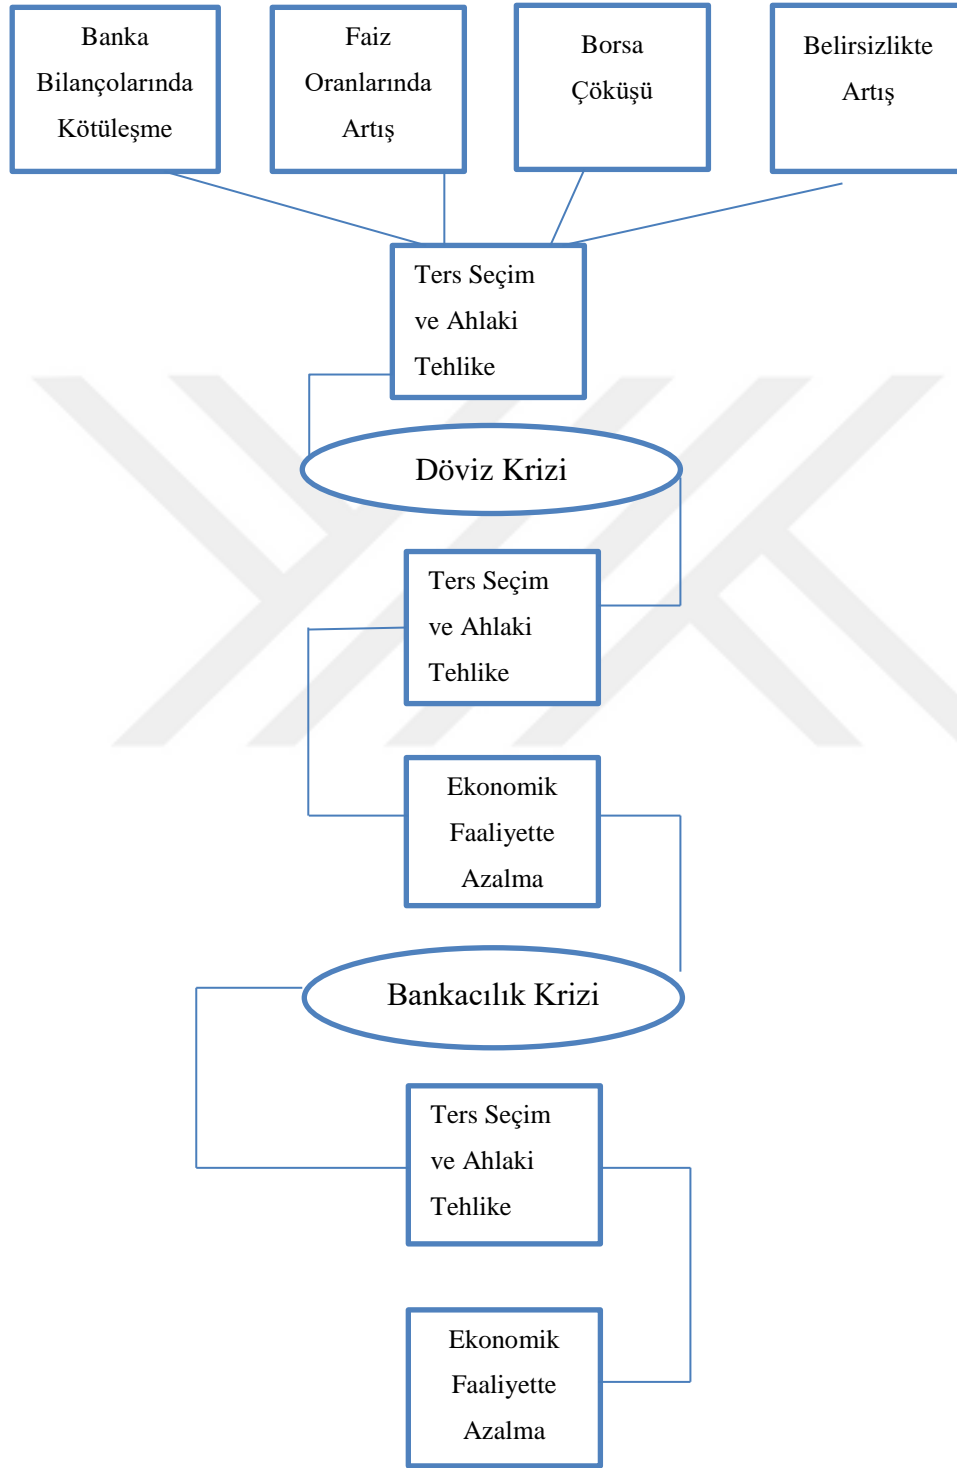 Banka
Bilançolarında
Kötüleşme
Faiz
Oranlarında
Artış
Borsa
Çöküşü
Belirsizlikte
Artış
Ters Seçim
ve Ahlaki
Tehlike
Döviz Krizi
Ters Seçim
ve Ahlaki
Tehlike
Ekonomik
Faaliyette
Azalma
Bankacılık Krizi
Ters Seçim
ve Ahlaki
Tehlike
Ekonomik
Faaliyette
Azalma